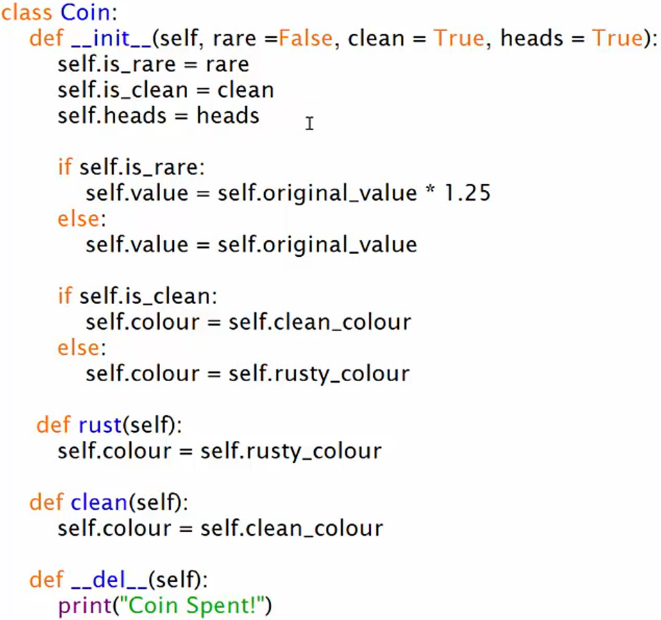 class Coin:
    def __init__(self, rare =False, clean = True, heads = True):
        self.is_rare = rare
        self.is_clean = clean
        self.heads = heads

        if self.is_rare:
            self.value = self.original_value * 1.25
        else:
            self.value = self.original_value

        if self.is_clean:
            self.colour = self.clean_colour
        else:
            self.colour = self.rusty_colour

     def rust(self):
        self.colour = self.rusty_colour

    def clean(self):
        self.colour = self.clean_colour

    def __del__(self):
        print("Coin Spent!")